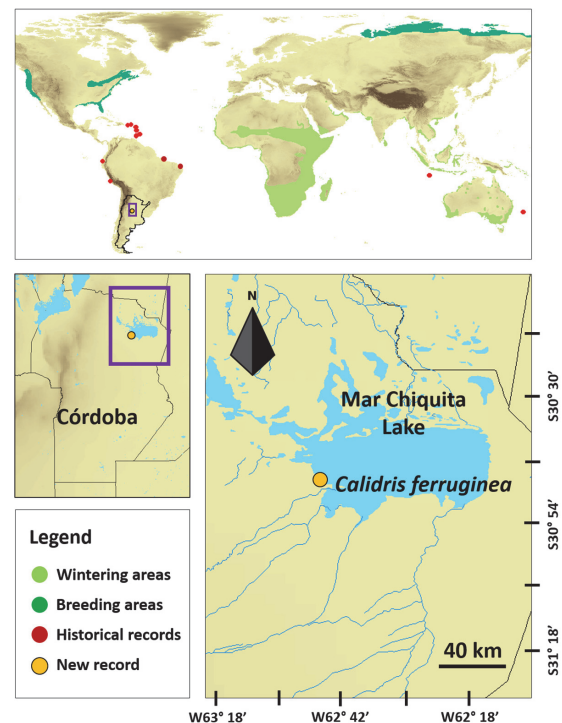 Córdoba
N
Mar Chiquita
Lake
Calidris ferruginea
40 km
S30° 30'
S30° 54'
S31° 18'
W63° 18'
W62° 42'
W62° 18'
Legend
Wintering areas
Breeding areas
Historical records
New record